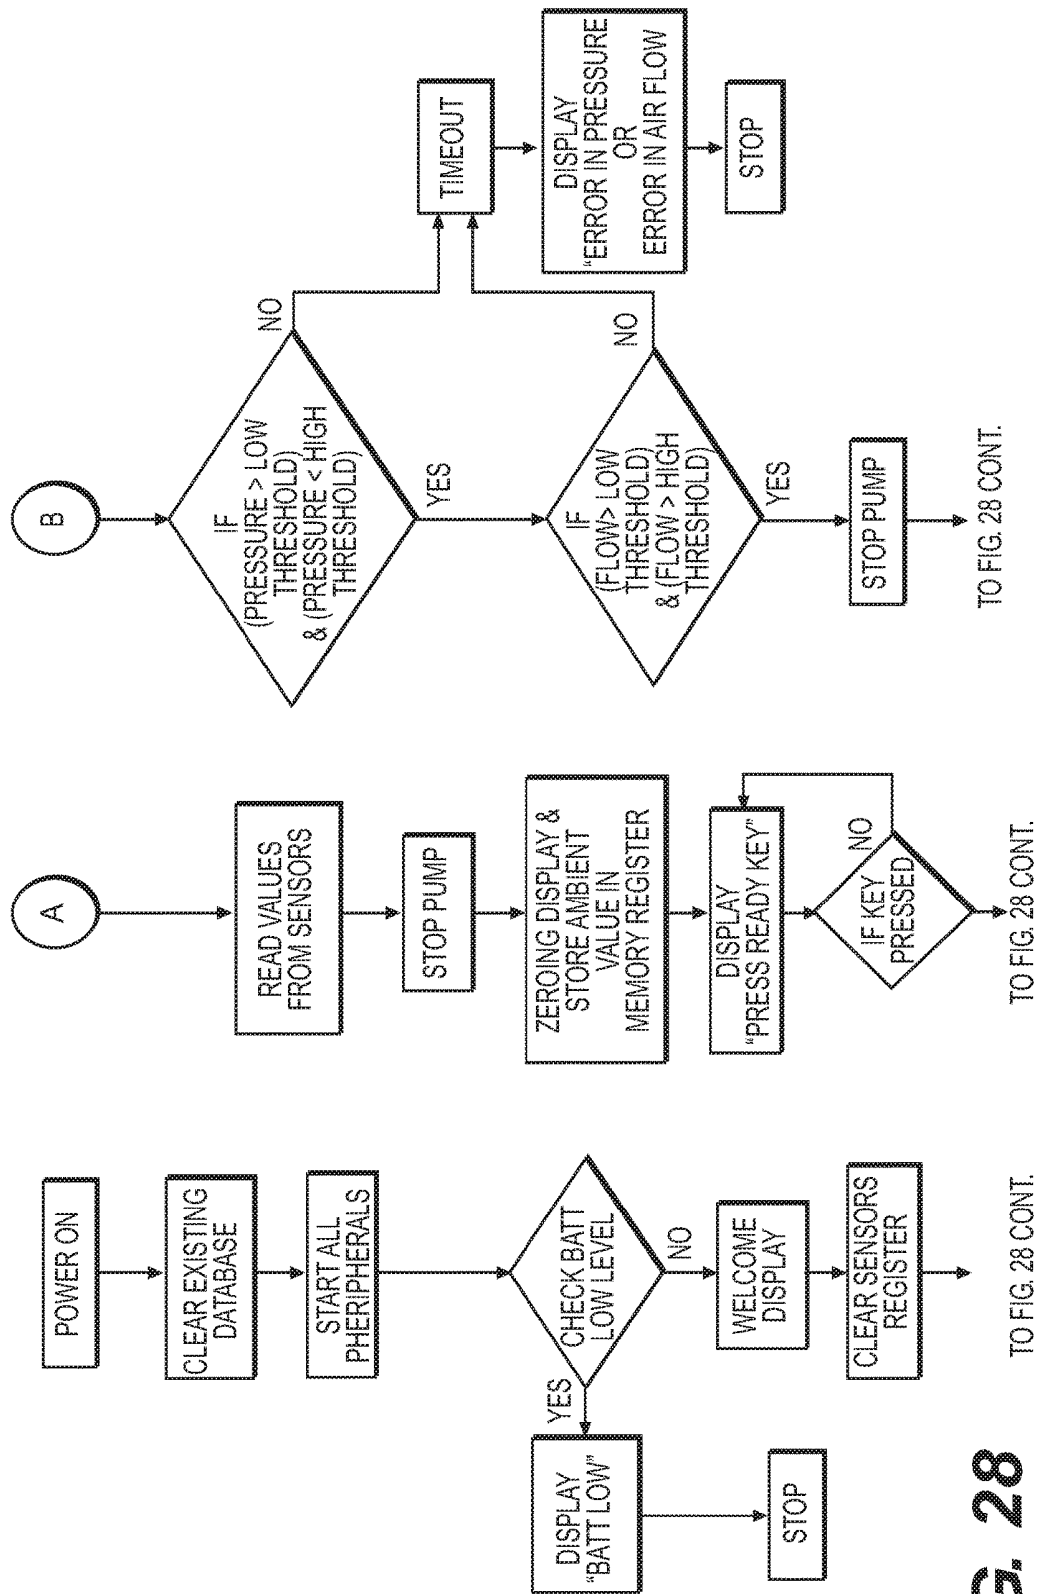 POWER ON
CLEAR EXISTING
DATABASE
START ALL
PHERIPHERALS
CHECK BATT
LOW LEVEL
YES
DISPLAY
"BATT LOW"
STOP
NO
WELCOME
DISPLAY
CLEAR SENSORS
REGISTER
TO FIG. 28 CONT.
A
READ VALUES
FROM SENSORS
STOP PUMP
ZEROING DISPLAY &
STORE AMBIENT
VALUE IN
MEMORY REGISTER
DISPLAY
"PRESS READY KEY"
IF KEY
PRESSED
NO
TO FIG. 28 CONT.
B
IF
(PRESSURE > LOW
THRESHOLD)
& (PRESSURE < HIGH
THRESHOLD)
NO
YES
TIMEOUT
DISPLAY
"ERROR IN PRESSURE
OR
ERROR IN AIR FLOW
STOP
IF
(FLOW> LOW
THRESHOLD)
& (FLOW > HIGH
THRESHOLD)
NO
YES
STOP PUMP
TO FIG. 28 CONT.
G. 28